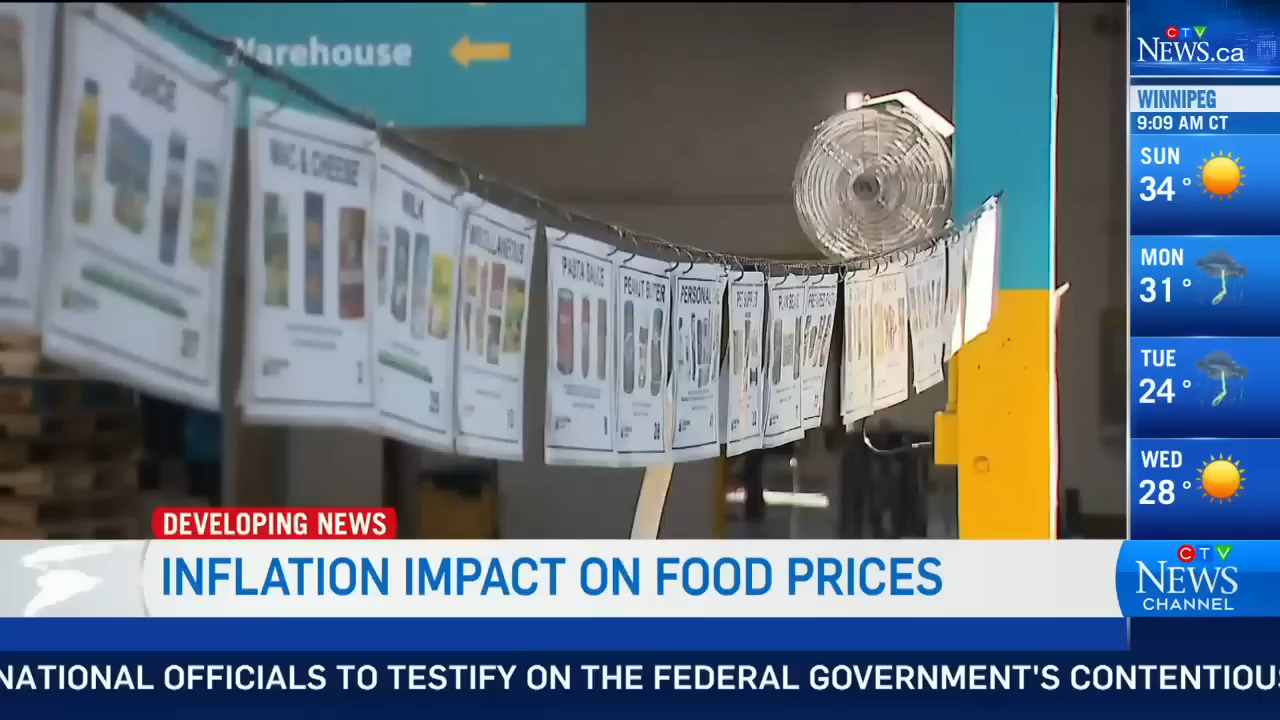 Warehouse
JUICE
MAC & CHEESE
MILK
MISCELLANEOUS
PASTA SAUCE
PEANUT BUTTER
PERSONAL
CTV
NEWS.ca
WINNIPEG
9:09 AM CT
SUN
34°
MON
31°
TUE
24°
WED
28°
DEVELOPING NEWS
INFLATION IMPACT ON FOOD PRICES
CTV
NEWS
CHANNEL
NATIONAL OFFICIALS TO TESTIFY ON THE FEDERAL GOVERNMENT'S CONTENTIOUS